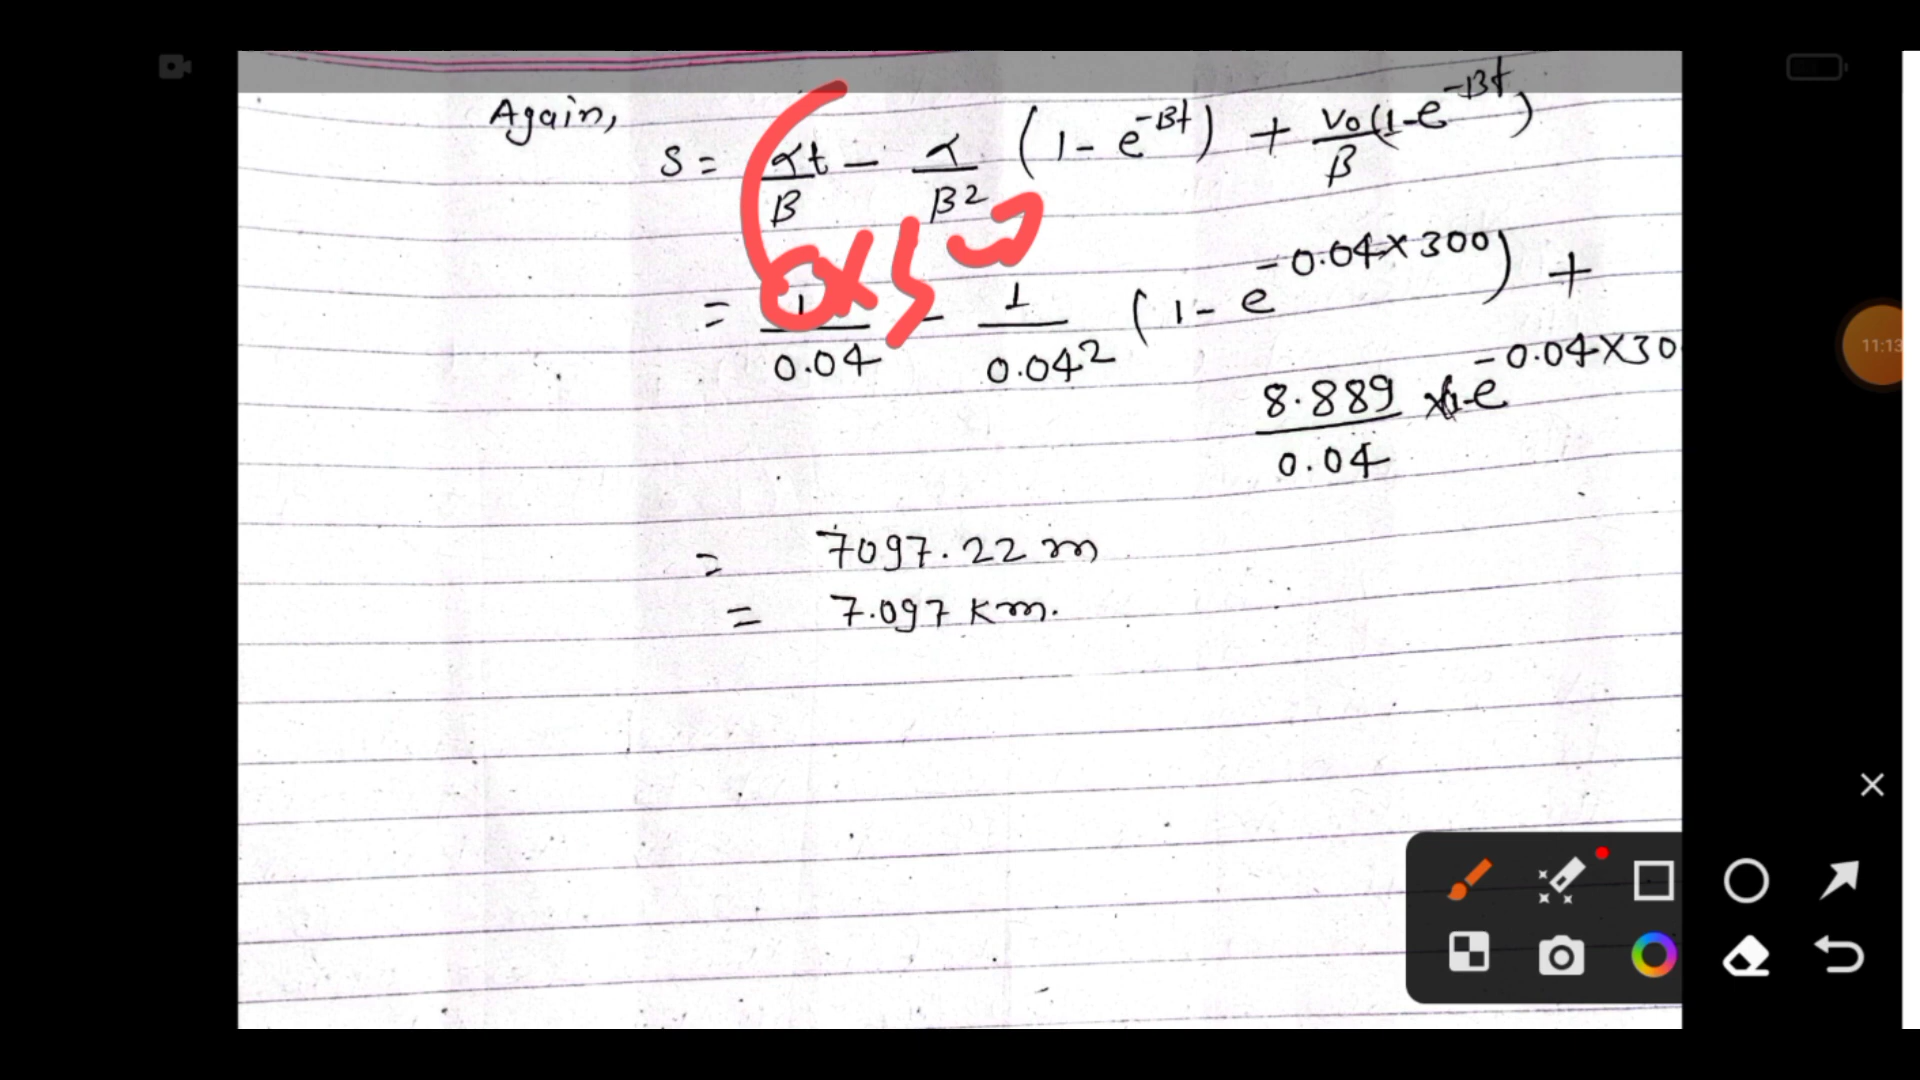 Again,
S = αt/β - α/β² (1 - e^-βt) + V0/β (1 - e^-βt)
= 1/0.04 - 1/0.04² (1 - e^-0.04×300) +
8.889/0.04 × 1-e^-0.04×30
= 7097.22 m
= 7.097 Km.
11:13